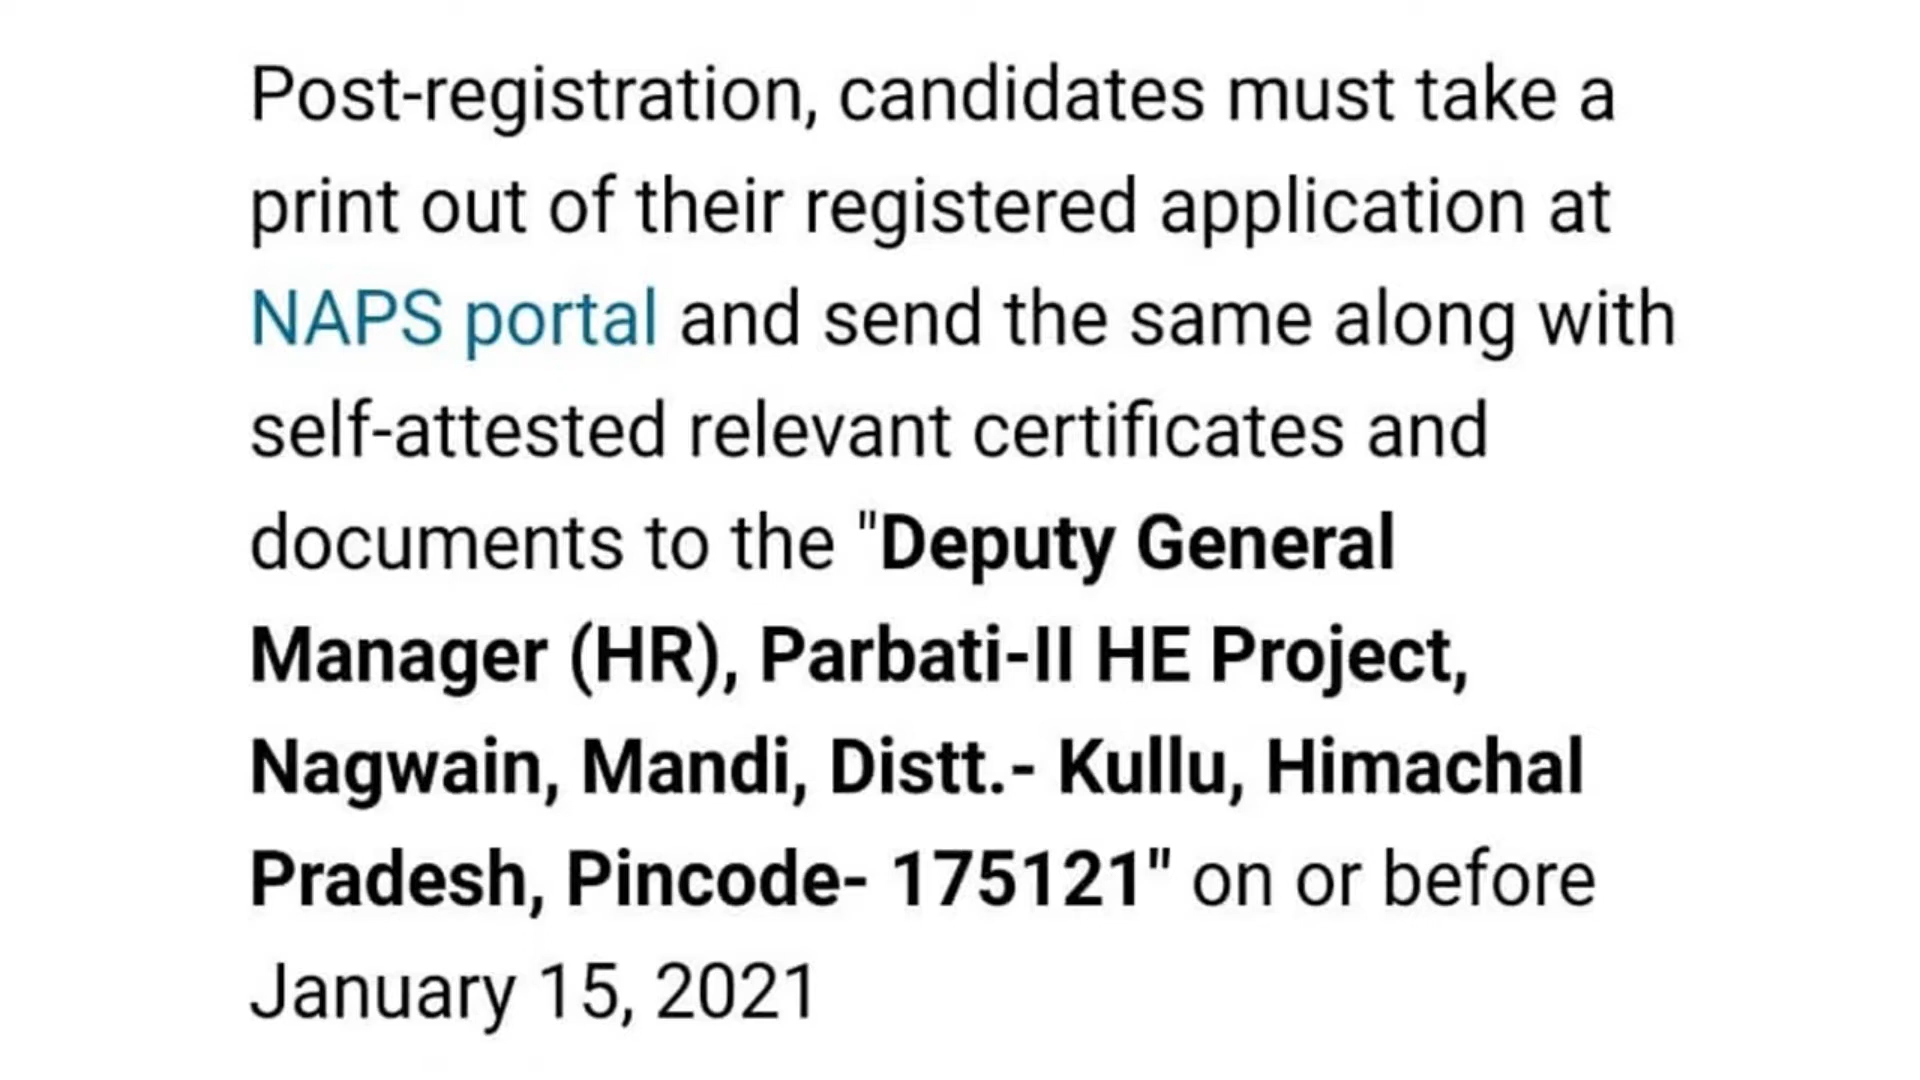 Post-registration, candidates must take a
print out of their registered application at
NAPS portal and send the same along with
self-attested relevant certificates and
documents to the "Deputy General
Manager (HR), Parbati-II HE Project,
Nagwain, Mandi, Distt.- Kullu, Himachal
Pradesh, Pincode- 175121" on or before
January 15, 2021